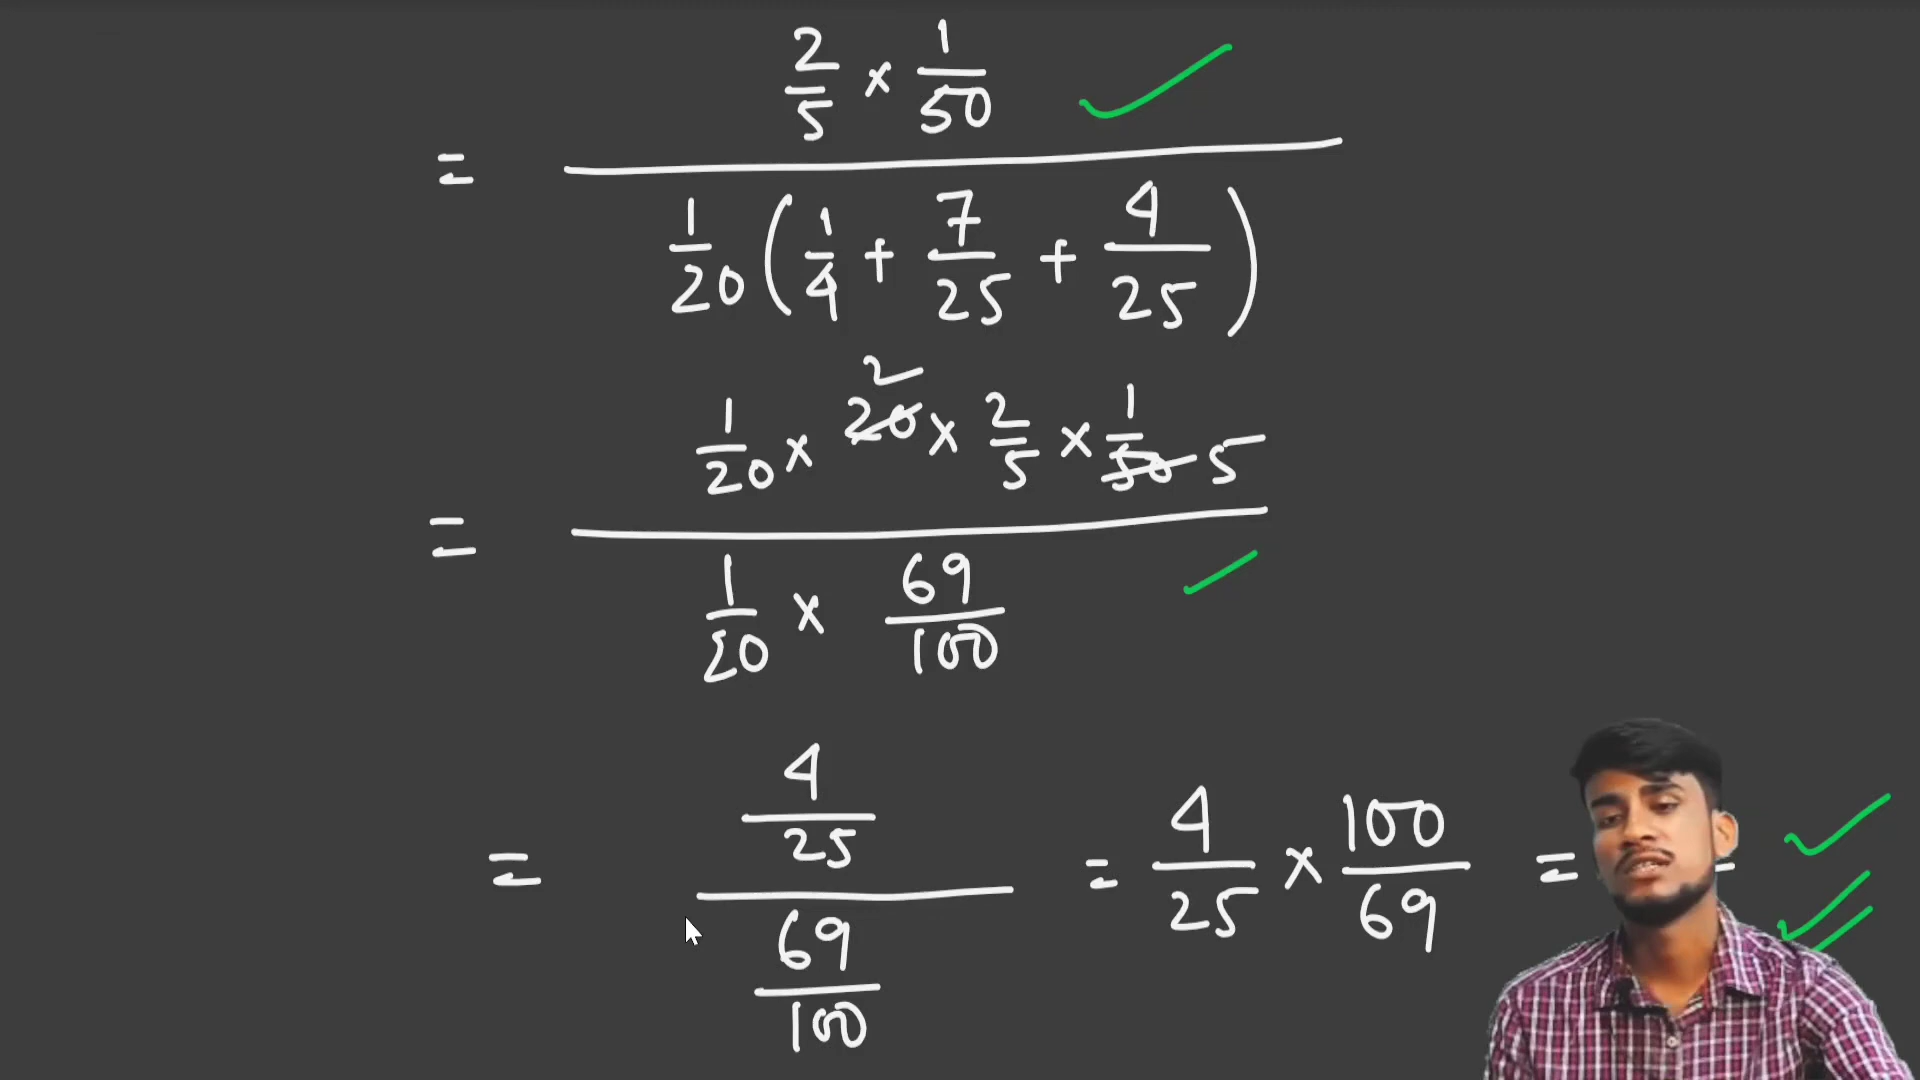 = (2/5 × 1/50) / (1/20 (1/4 + 7/25 + 4/25))
= (1/20 × 20 2 × 2/5 × 1/50 5) / (1/20 × 69/100)
= (4/25) / (69/100) = 4/25 × 100/69 =